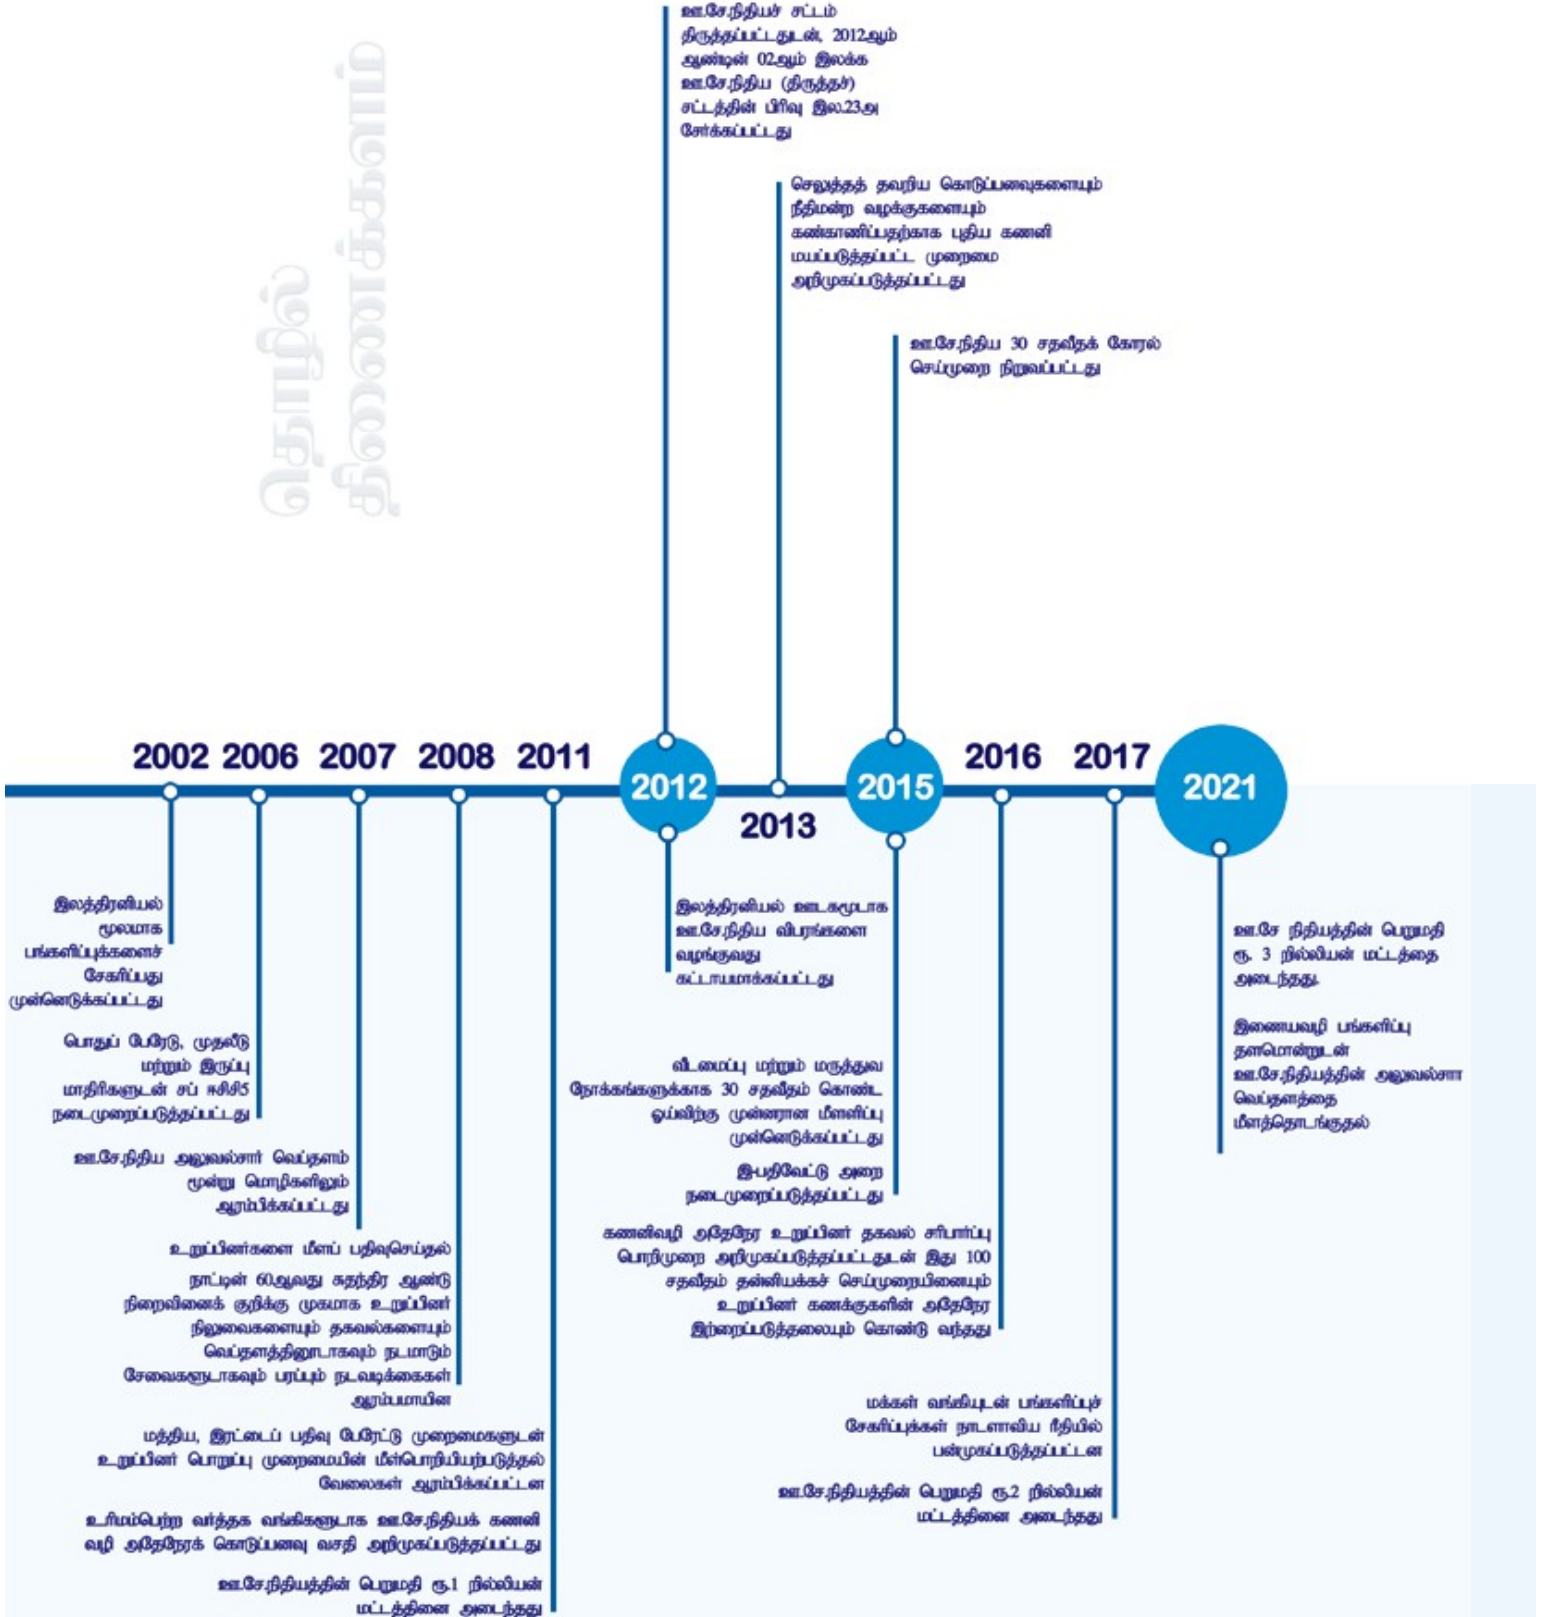 தொழில்
திணைக்களம்
ஊ.சே.நிதியச் சட்டம்
திருத்தப்பட்டதுடன், 2012ஆம்
ஆண்டின் 02ஆம் இலக்க
ஊ.சே.நிதிய (திருத்தச்)
சட்டத்தின் பிரிவு இல.23அ
சேர்க்கப்பட்டது
செலுத்தத் தவறிய கொடுப்பனவுகளையும்
நீதிமன்ற வழக்குகளையும்
கண்காணிப்பதற்காக புதிய கணனி
மயப்படுத்தப்பட்ட முறைமை
அறிமுகப்படுத்தப்பட்டது
ஊ.சே.நிதிய 30 சதவீதக் கோரல்
செய்முறை நிறுவப்பட்டது
2002 2006 2007 2008 2011 2012 2013 2015 2016 2017 2021
இலத்திரனியல்
மூலமாக
பங்களிப்புக்களைச்
சேகரிப்பது
முன்னெடுக்கப்பட்டது
பொதுப் பேரேடு, முதலீடு
மற்றும் இருப்பு
மாதிரிகளுடன் சப் ஈசிசி5
நடைமுறைப்படுத்தப்பட்டது
ஊ.சே.நிதிய அலுவல்சார் வெப்தளம்
மூன்று மொழிகளிலும்
ஆரம்பிக்கப்பட்டது
உறுப்பினர்களை மீளப் பதிவுசெய்தல்
நாட்டின் 60ஆவது சுதந்திர ஆண்டு
நிறைவினைக் குறிக்கு முகமாக உறுப்பினர்
நிலுவைகளையும் தகவல்களையும்
வெப்தளத்தினூடாகவும் நடமாடும்
சேவைகளூடாகவும் பரப்பும் நடவடிக்கைகள்
ஆரம்பமாயின
மத்திய, இரட்டைப் பதிவு பேரேட்டு முறைமைகளுடன்
உறுப்பினர் பொறுப்பு முறைமையின் மீள்பொறியியற்படுத்தல்
வேலைகள் ஆரம்பிக்கப்பட்டன
உரிமம்பெற்ற வர்த்தக வங்கிகளூடாக ஊ.சே.நிதியக் கணனி
வழி அதேநேரக் கொடுப்பனவு வசதி அறிமுகப்படுத்தப்பட்டது
ஊ.சே.நிதியத்தின் பெறுமதி ரூ.1 றில்லியன்
மட்டத்தினை அடைந்தது
இலத்திரனியல் ஊடகமூடாக
ஊ.சே.நிதிய விபரங்களை
வழங்குவது
கட்டாயமாக்கப்பட்டது
வீடமைப்பு மற்றும் மருத்துவ
நோக்கங்களுக்காக 30 சதவீதம் கொண்ட
ஓய்விற்கு முன்னரான மீளளிப்பு
முன்னெடுக்கப்பட்டது
இ-பதிவேட்டு அறை
நடைமுறைப்படுத்தப்பட்டது
கணனிவழி அதேநேர உறுப்பினர் தகவல் சரிபார்ப்பு
பொறிமுறை அறிமுகப்படுத்தப்பட்டதுடன் இது 100
சதவீதம் தன்னியக்கச் செய்முறையினையும்
உறுப்பினர் கணக்குகளின் அதேநேர
இற்றைப்படுத்தலையும் கொண்டு வந்தது
மக்கள் வங்கியுடன் பங்களிப்புச்
சேகரிப்புக்கள் நாடளாவிய ரீதியில்
பன்முகப்படுத்தப்பட்டன
ஊ.சே.நிதியத்தின் பெறுமதி ரூ.2 றில்லியன்
மட்டத்தினை அடைந்தது
ஊ.சே நிதியத்தின் பெறுமதி
ரூ. 3 றில்லியன் மட்டத்தை
அடைந்தது.
இணையவழி பங்களிப்பு
தளமொன்றுடன்
ஊ.சே.நிதியத்தின் அலுவல்சார்
வெப்தளத்தை
மீளத்தொடங்குதல்